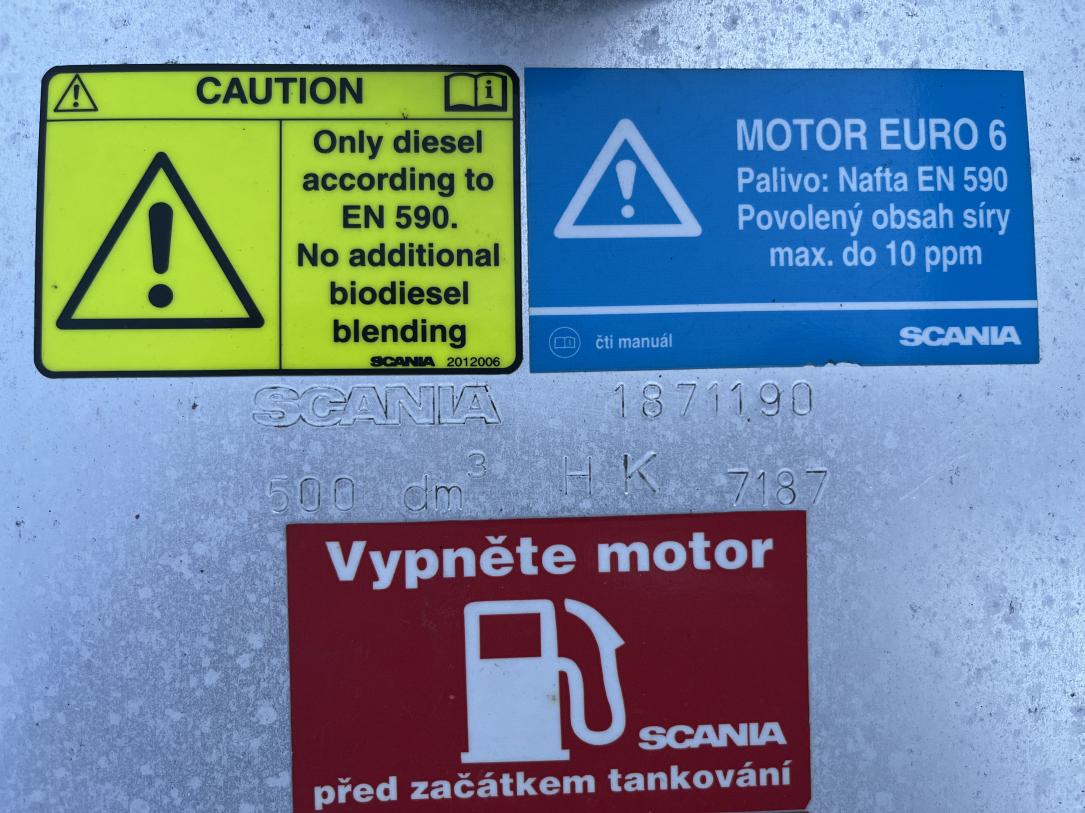 CAUTION
Only diesel
according to
EN 590.
No additional
biodiesel
blending
SCANIA 2012006
MOTOR EURO 6
Palivo: Nafta EN 590
Povolený obsah síry
max. do 10 ppm
čti manuál
SCANIA
SCANIA 1871190
500 dm³ H K 7187
Vypněte motor
SCANIA
před začátkem tankování